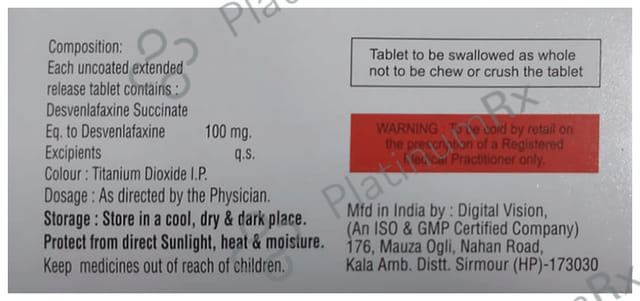 Composition:
Each uncoated extended
release tablet contains :
Desvenlafaxine Succinate
Eq. to Desvenlafaxine 100 mg.
Excipients q.s.
Colour : Titanium Dioxide I.P.
Dosage : As directed by the Physician.
Storage : Store in a cool, dry & dark place.
Protect from direct Sunlight, heat & moisture.
Keep medicines out of reach of children.
Tablet to be swallowed as whole
not to be chew or crush the tablet
WARNING : To be sold by retail on
the prescription of a Registered
Medical Practitioner only.
Mfd in India by : Digital Vision,
(An ISO & GMP Certified Company)
176, Mauza Ogli, Nahan Road,
Kala Amb. Distt. Sirmour (HP)-173030
PlatinumRx